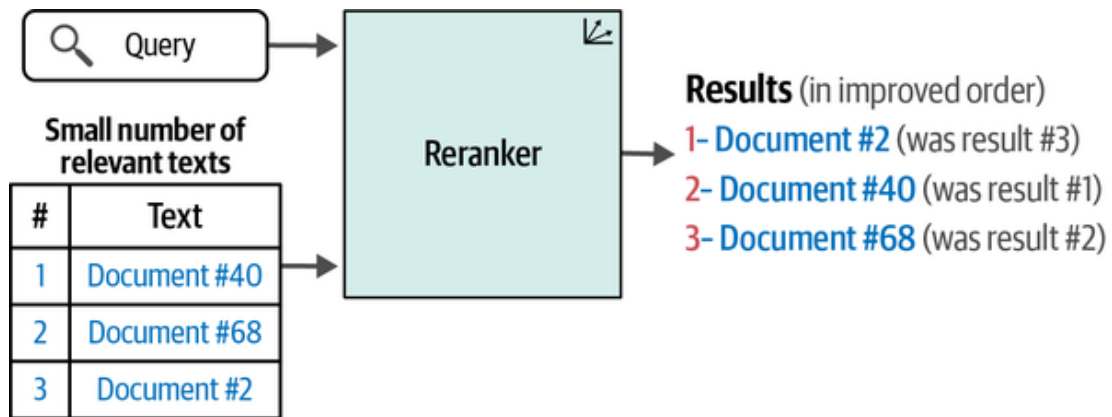 Query
Small number of
relevant texts
# Text
1 Document #40
2 Document #68
3 Document #2
Reranker
Results (in improved order)
1– Document #2 (was result #3)
2– Document #40 (was result #1)
3– Document #68 (was result #2)